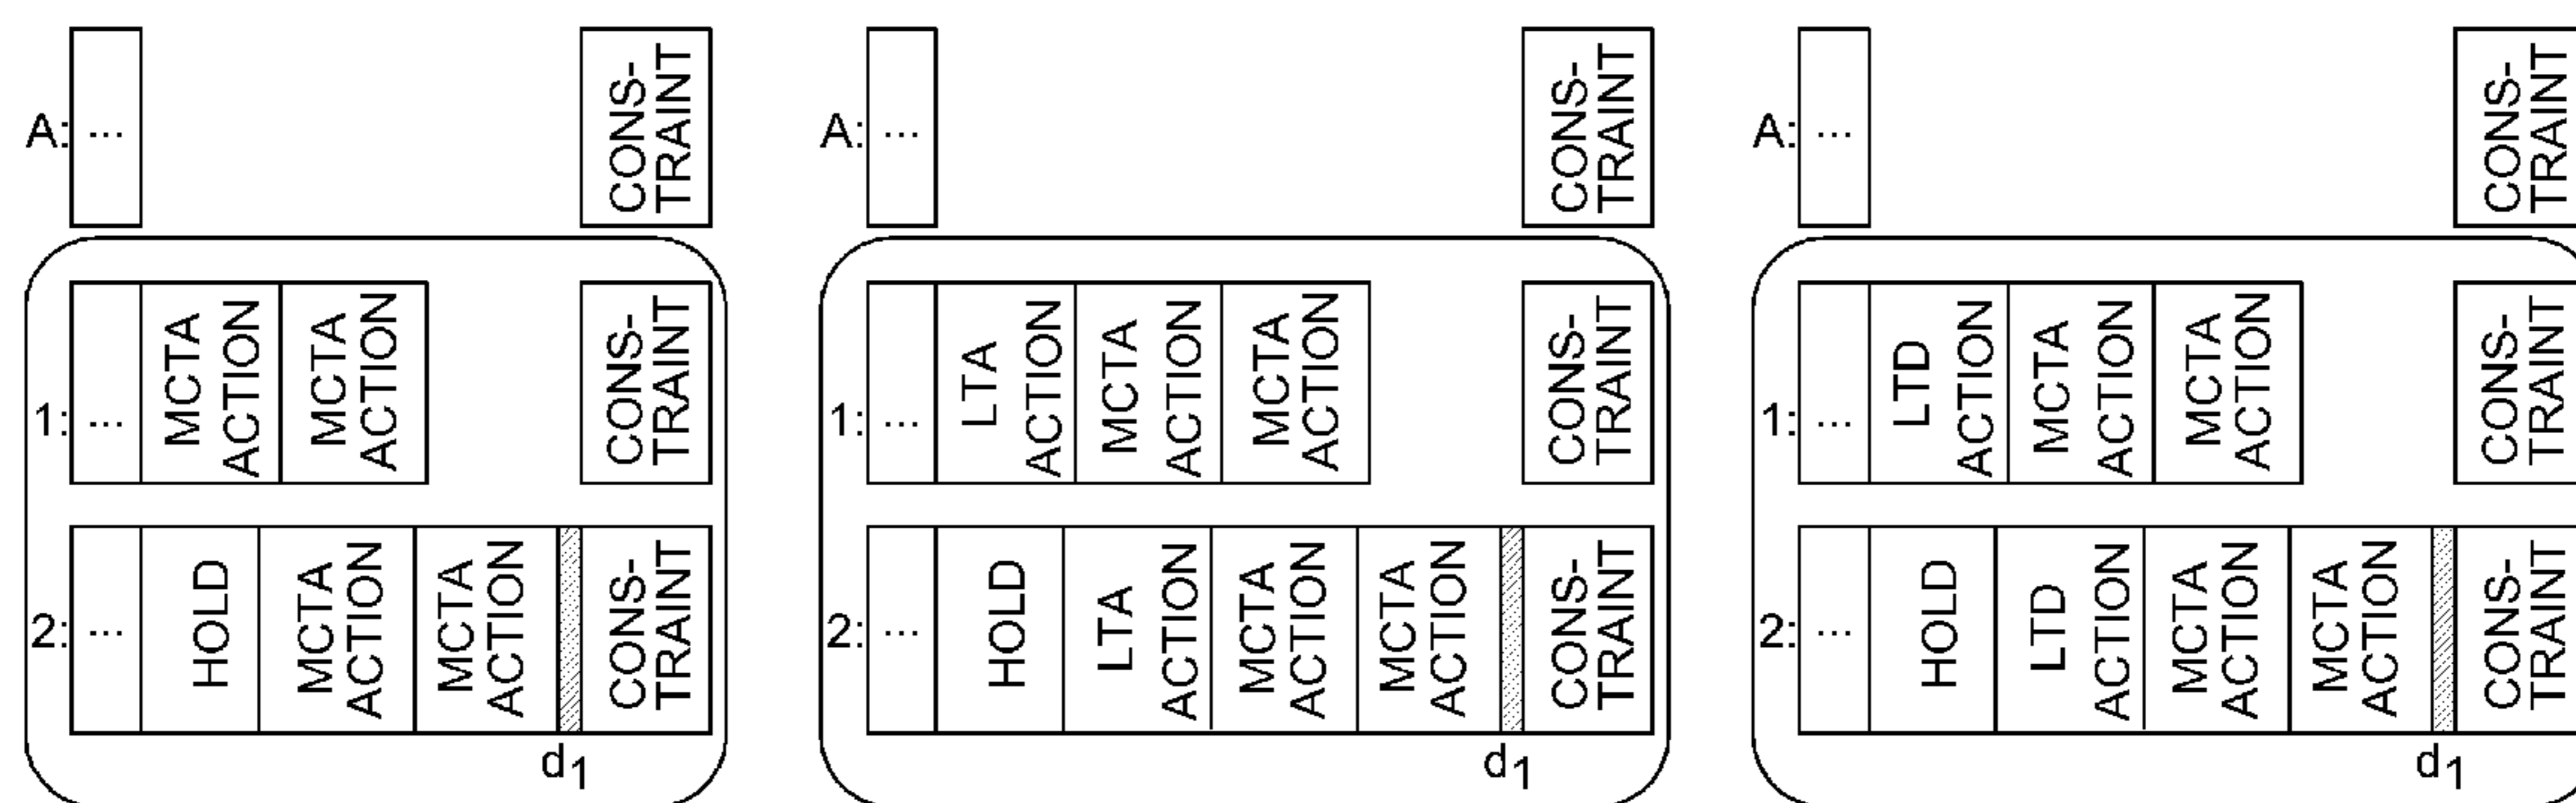 A: ... CONS-
TRAINT
1: ... MCTA
ACTION
MCTA
ACTION
CONS-
TRAINT
2: ... HOLD
MCTA
ACTION
MCTA
ACTION
CONS-
TRAINT
d1
A: ... CONS-
TRAINT
1: ... LTA
ACTION
MCTA
ACTION
MCTA
ACTION
CONS-
TRAINT
2: ... HOLD
LTA
ACTION
MCTA
ACTION
MCTA
ACTION
CONS-
TRAINT
d1
A: ... CONS-
TRAINT
1: ... LTD
ACTION
MCTA
ACTION
MCTA
ACTION
CONS-
TRAINT
2: ... HOLD
LTD
ACTION
MCTA
ACTION
MCTA
ACTION
CONS-
TRAINT
d1